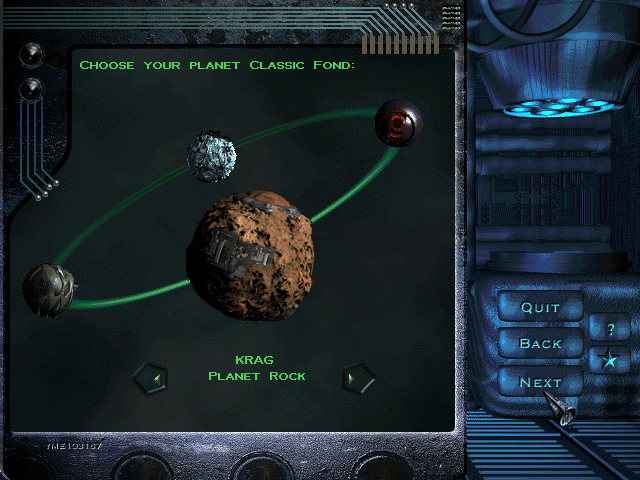 Choose your planet Classic Fond:
KRAG
Planet Rock
Quit
Back
Next
?
YME103167